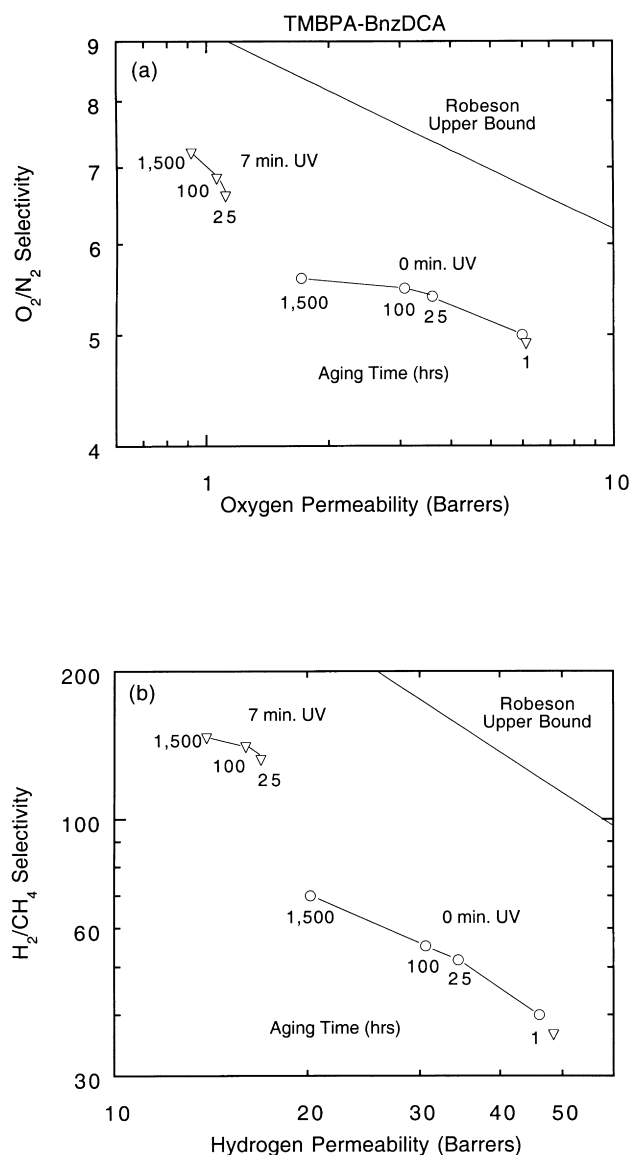 TMBPA-BnzDCA
9
(a)
8
Robeson
Upper Bound
7
1,500
7 min. UV
100
25
6
0 min. UV
1,500
100
25
5
1
Aging Time (hrs)
4
O₂/N₂ Selectivity
1
10
Oxygen Permeability (Barrers)
200
(b)
7 min. UV
Robeson
Upper Bound
1,500
100
25
100
1,500
0 min. UV
60
100
25
Aging Time (hrs)
1
30
H₂/CH₄ Selectivity
10
20
30
40
50
Hydrogen Permeability (Barrers)